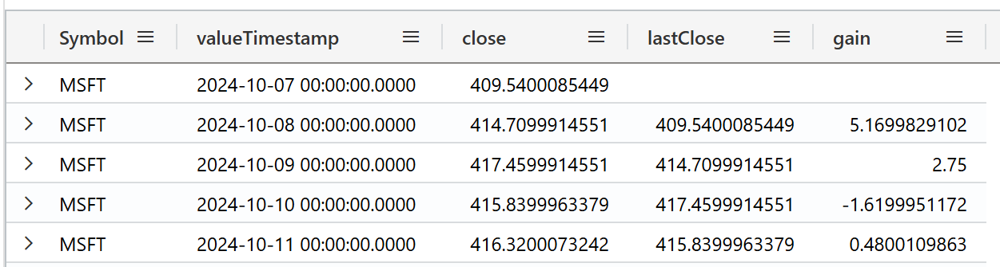 Symbol valueTimestamp close lastClose gain
MSFT 2024-10-07 00:00:00.0000 409.5400085449
MSFT 2024-10-08 00:00:00.0000 414.7099914551 409.5400085449 5.1699829102
MSFT 2024-10-09 00:00:00.0000 417.4599914551 414.7099914551 2.75
MSFT 2024-10-10 00:00:00.0000 415.8399963379 417.4599914551 -1.6199951172
MSFT 2024-10-11 00:00:00.0000 416.3200073242 415.8399963379 0.4800109863